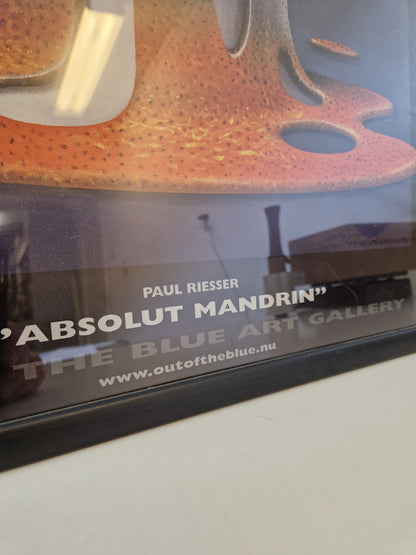 PAUL RIESSER
”ABSOLUT MANDRIN”
THE BLUE ART GALLERY
www.outoftheblue.nu